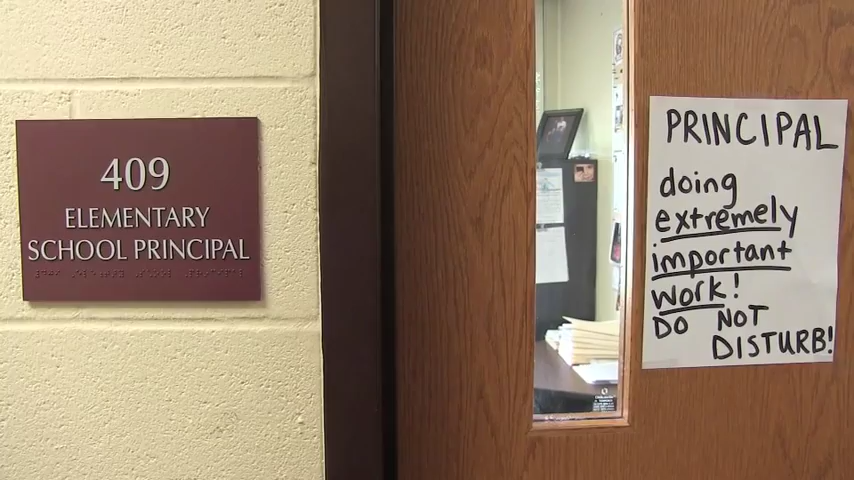 409
ELEMENTARY
SCHOOL PRINCIPAL
PRINCIPAL
doing
extremely
important
work!
DO NOT
DISTURB!